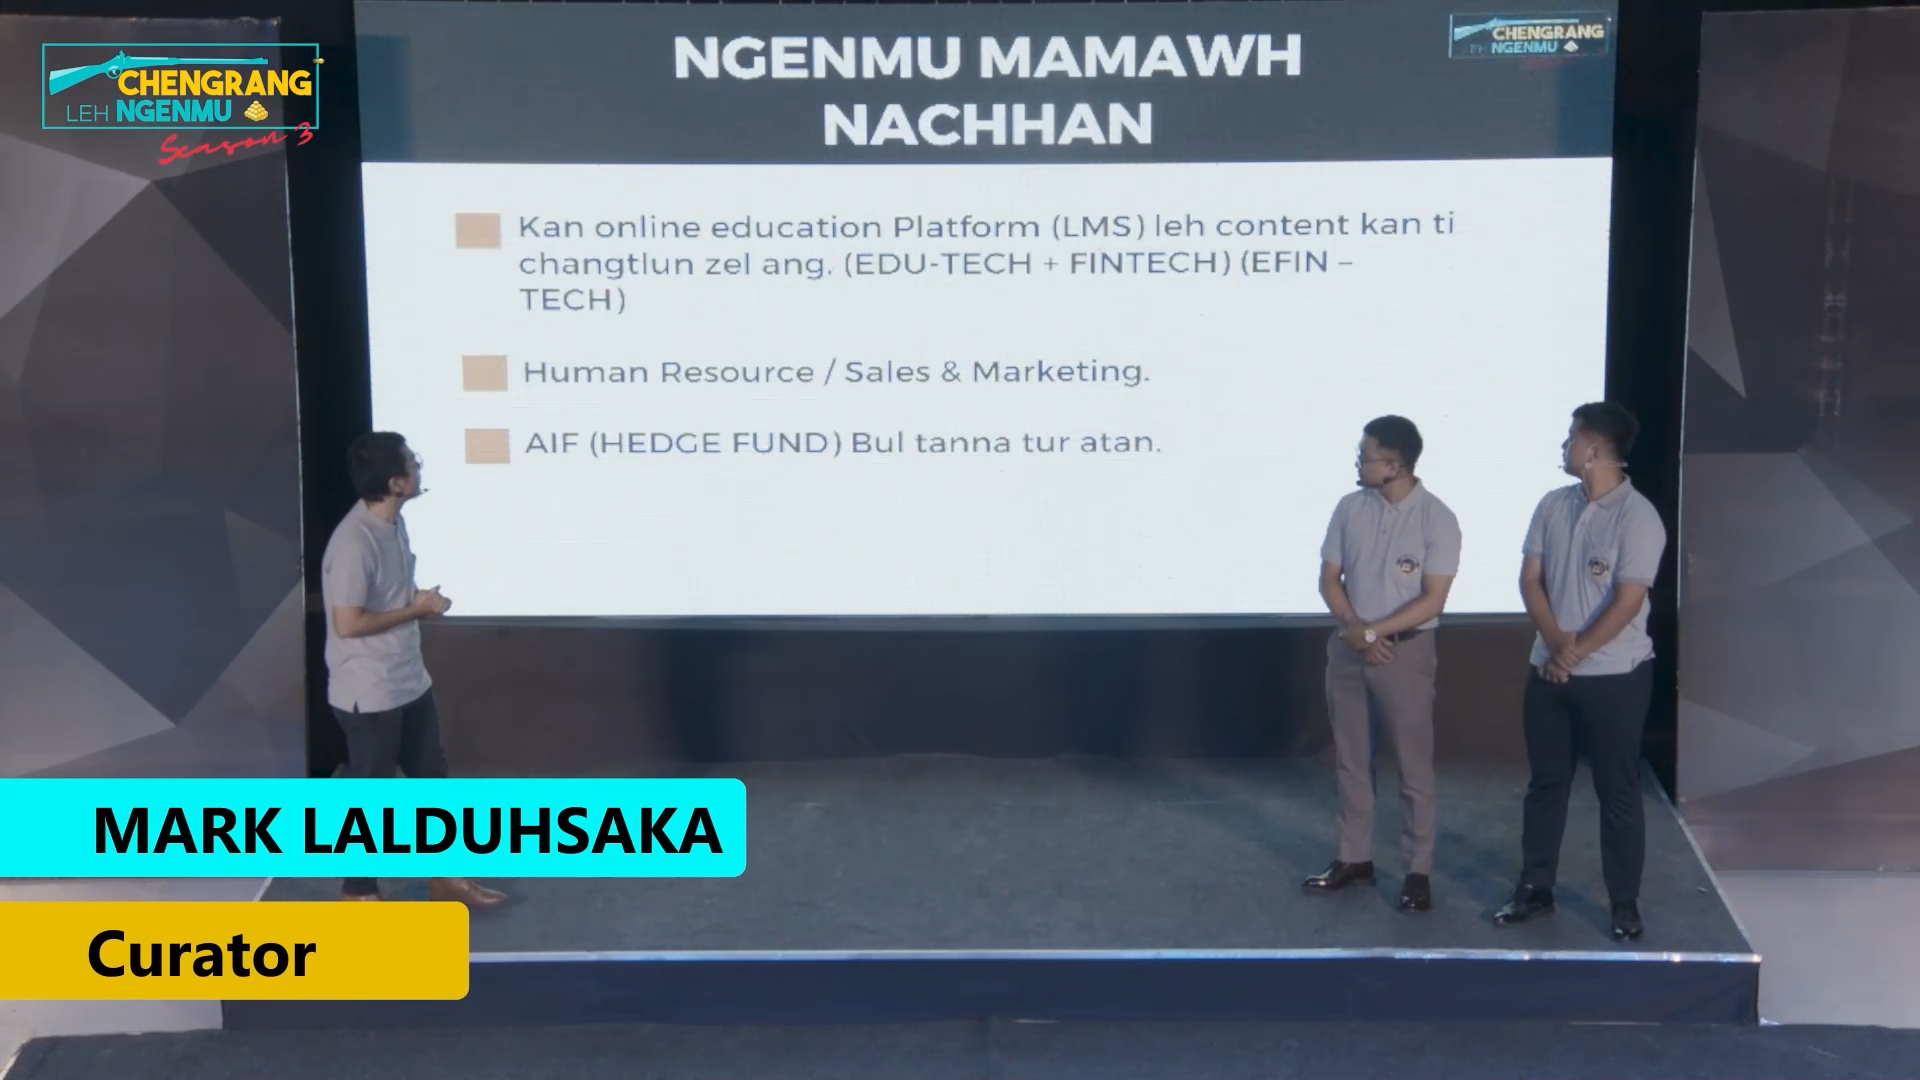 CHENGRANG
LEH NGENMU
Season 3
NGENMU MAMAWH
NACHHAN
CHENGRANG
LEH NGENMU
Kan online education Platform (LMS) leh content kan ti
changtlun zel ang. (EDU-TECH + FINTECH) (EFIN –
TECH)
Human Resource / Sales & Marketing.
AIF (HEDGE FUND) Bul tanna tur atan.
MARK LALDUHSAKA
Curator